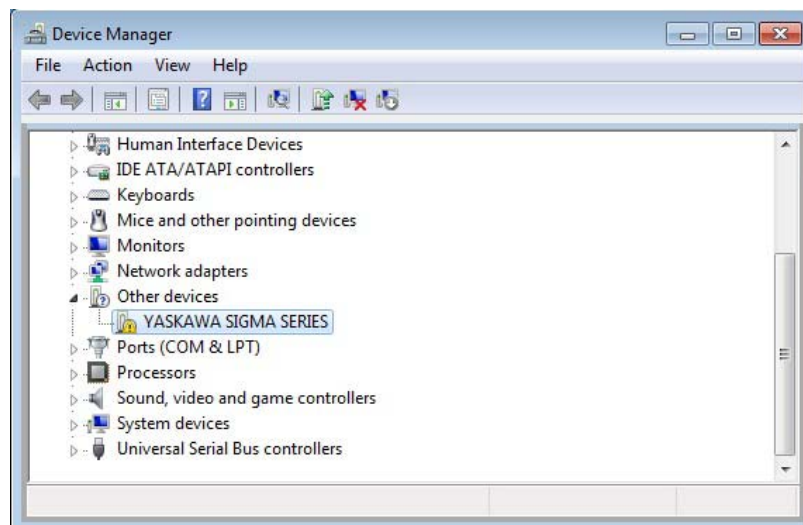 Device Manager
File Action View Help
Human Interface Devices
IDE ATA/ATAPI controllers
Keyboards
Mice and other pointing devices
Monitors
Network adapters
Other devices
YASKAWA SIGMA SERIES
Ports (COM & LPT)
Processors
Sound, video and game controllers
System devices
Universal Serial Bus controllers